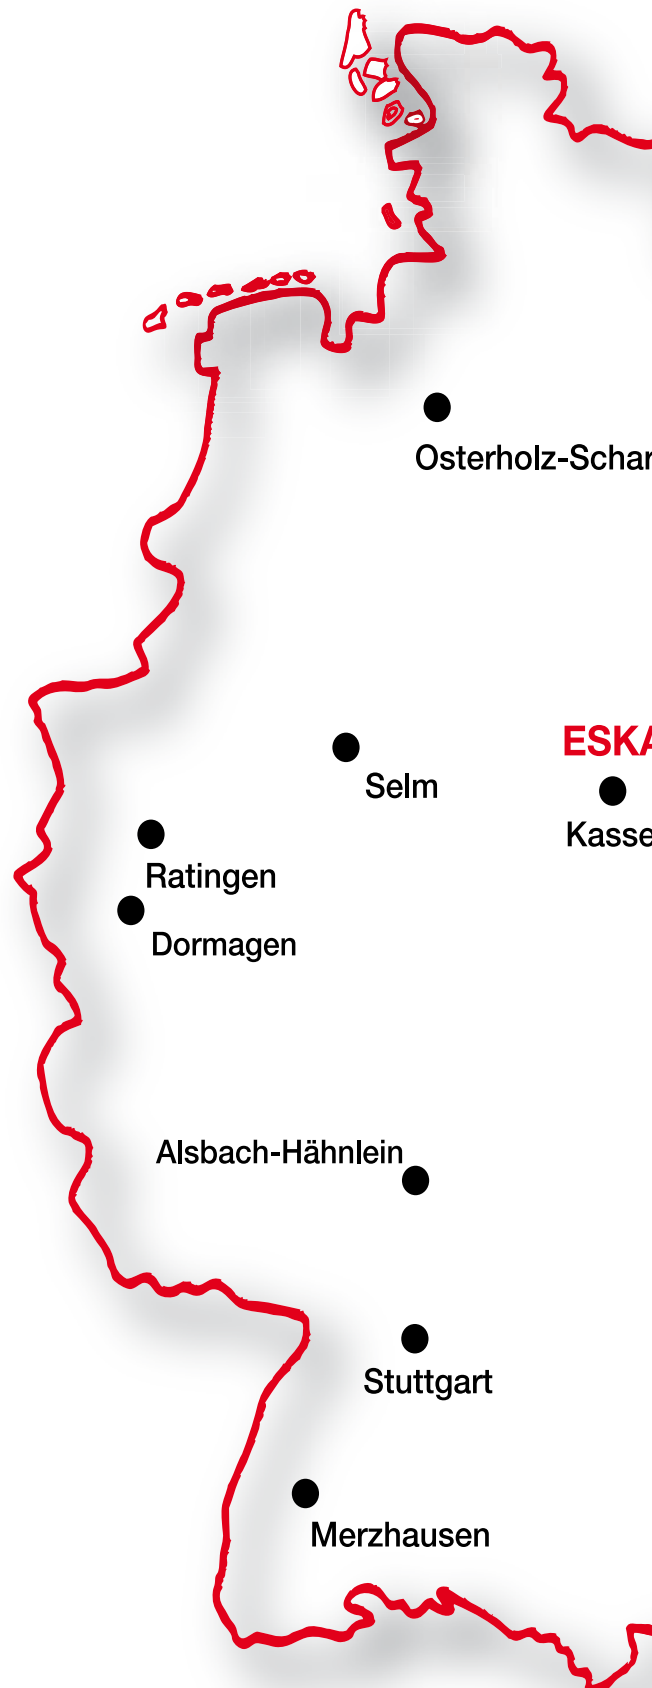 Osterholz-Schar
ESKA
Selm
Kasse
Ratingen
Dormagen
Alsbach-Hähnlein
Stuttgart
Merzhausen